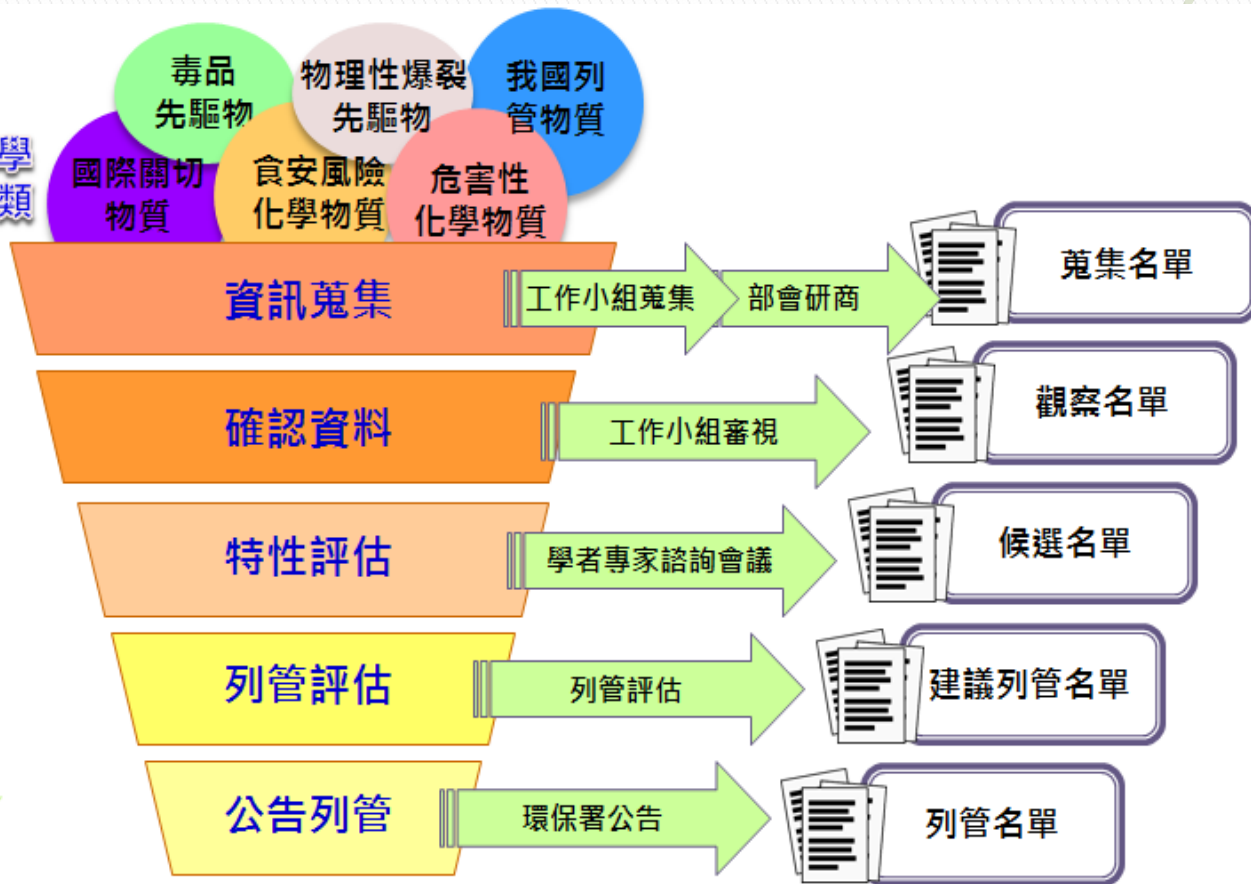 毒品
先驅物
物理性爆裂
先驅物
我國列
管物質
學
類
國際關切
物質
食安風險
化學物質
危害性
化學物質
資訊蒐集
工作小組蒐集
部會研商
蒐集名單
確認資料
工作小組審視
觀察名單
特性評估
學者專家諮詢會議
候選名單
列管評估
列管評估
建議列管名單
公告列管
環保署公告
列管名單